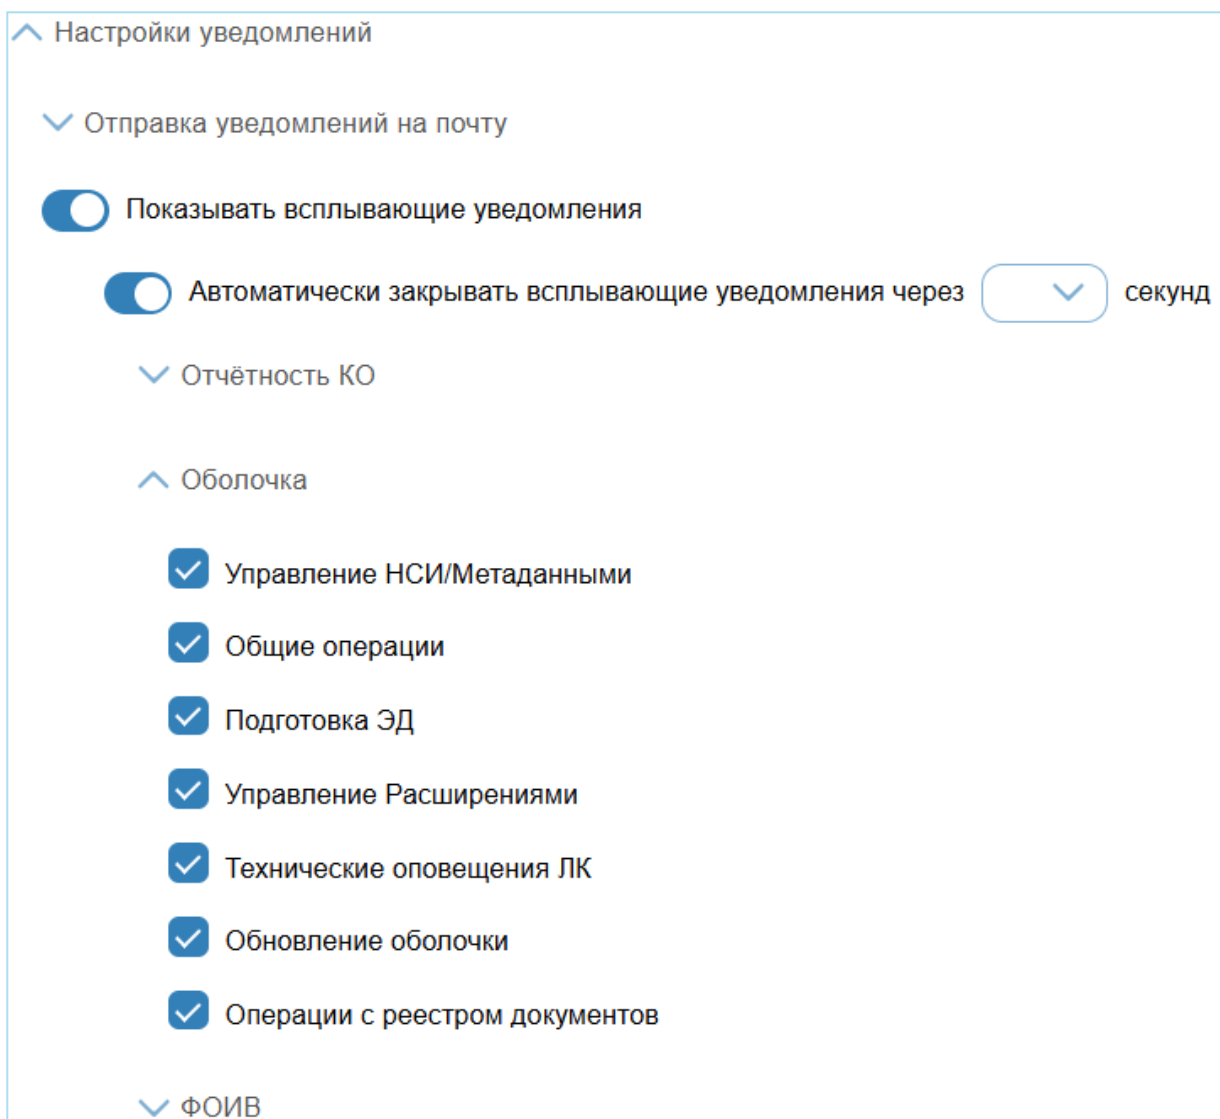 Настройки уведомлений
Отправка уведомлений на почту
Показывать всплывающие уведомления
Автоматически закрывать всплывающие уведомления через секунд
Отчётность КО
Оболочка
Управление НСИ/Метаданными
Общие операции
Подготовка ЭД
Управление Расширениями
Технические оповещения ЛК
Обновление оболочки
Операции с реестром документов
ФОИВ